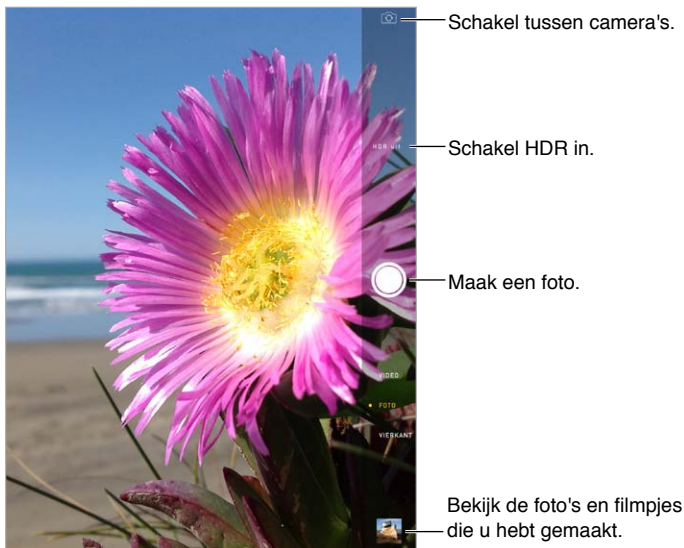 Schakel tussen camera's.
HDR uit
Schakel HDR in.
Maak een foto.
VIDEO
FOTO
VIERKANT
Bekijk de foto's en filmpjes
die u hebt gemaakt.